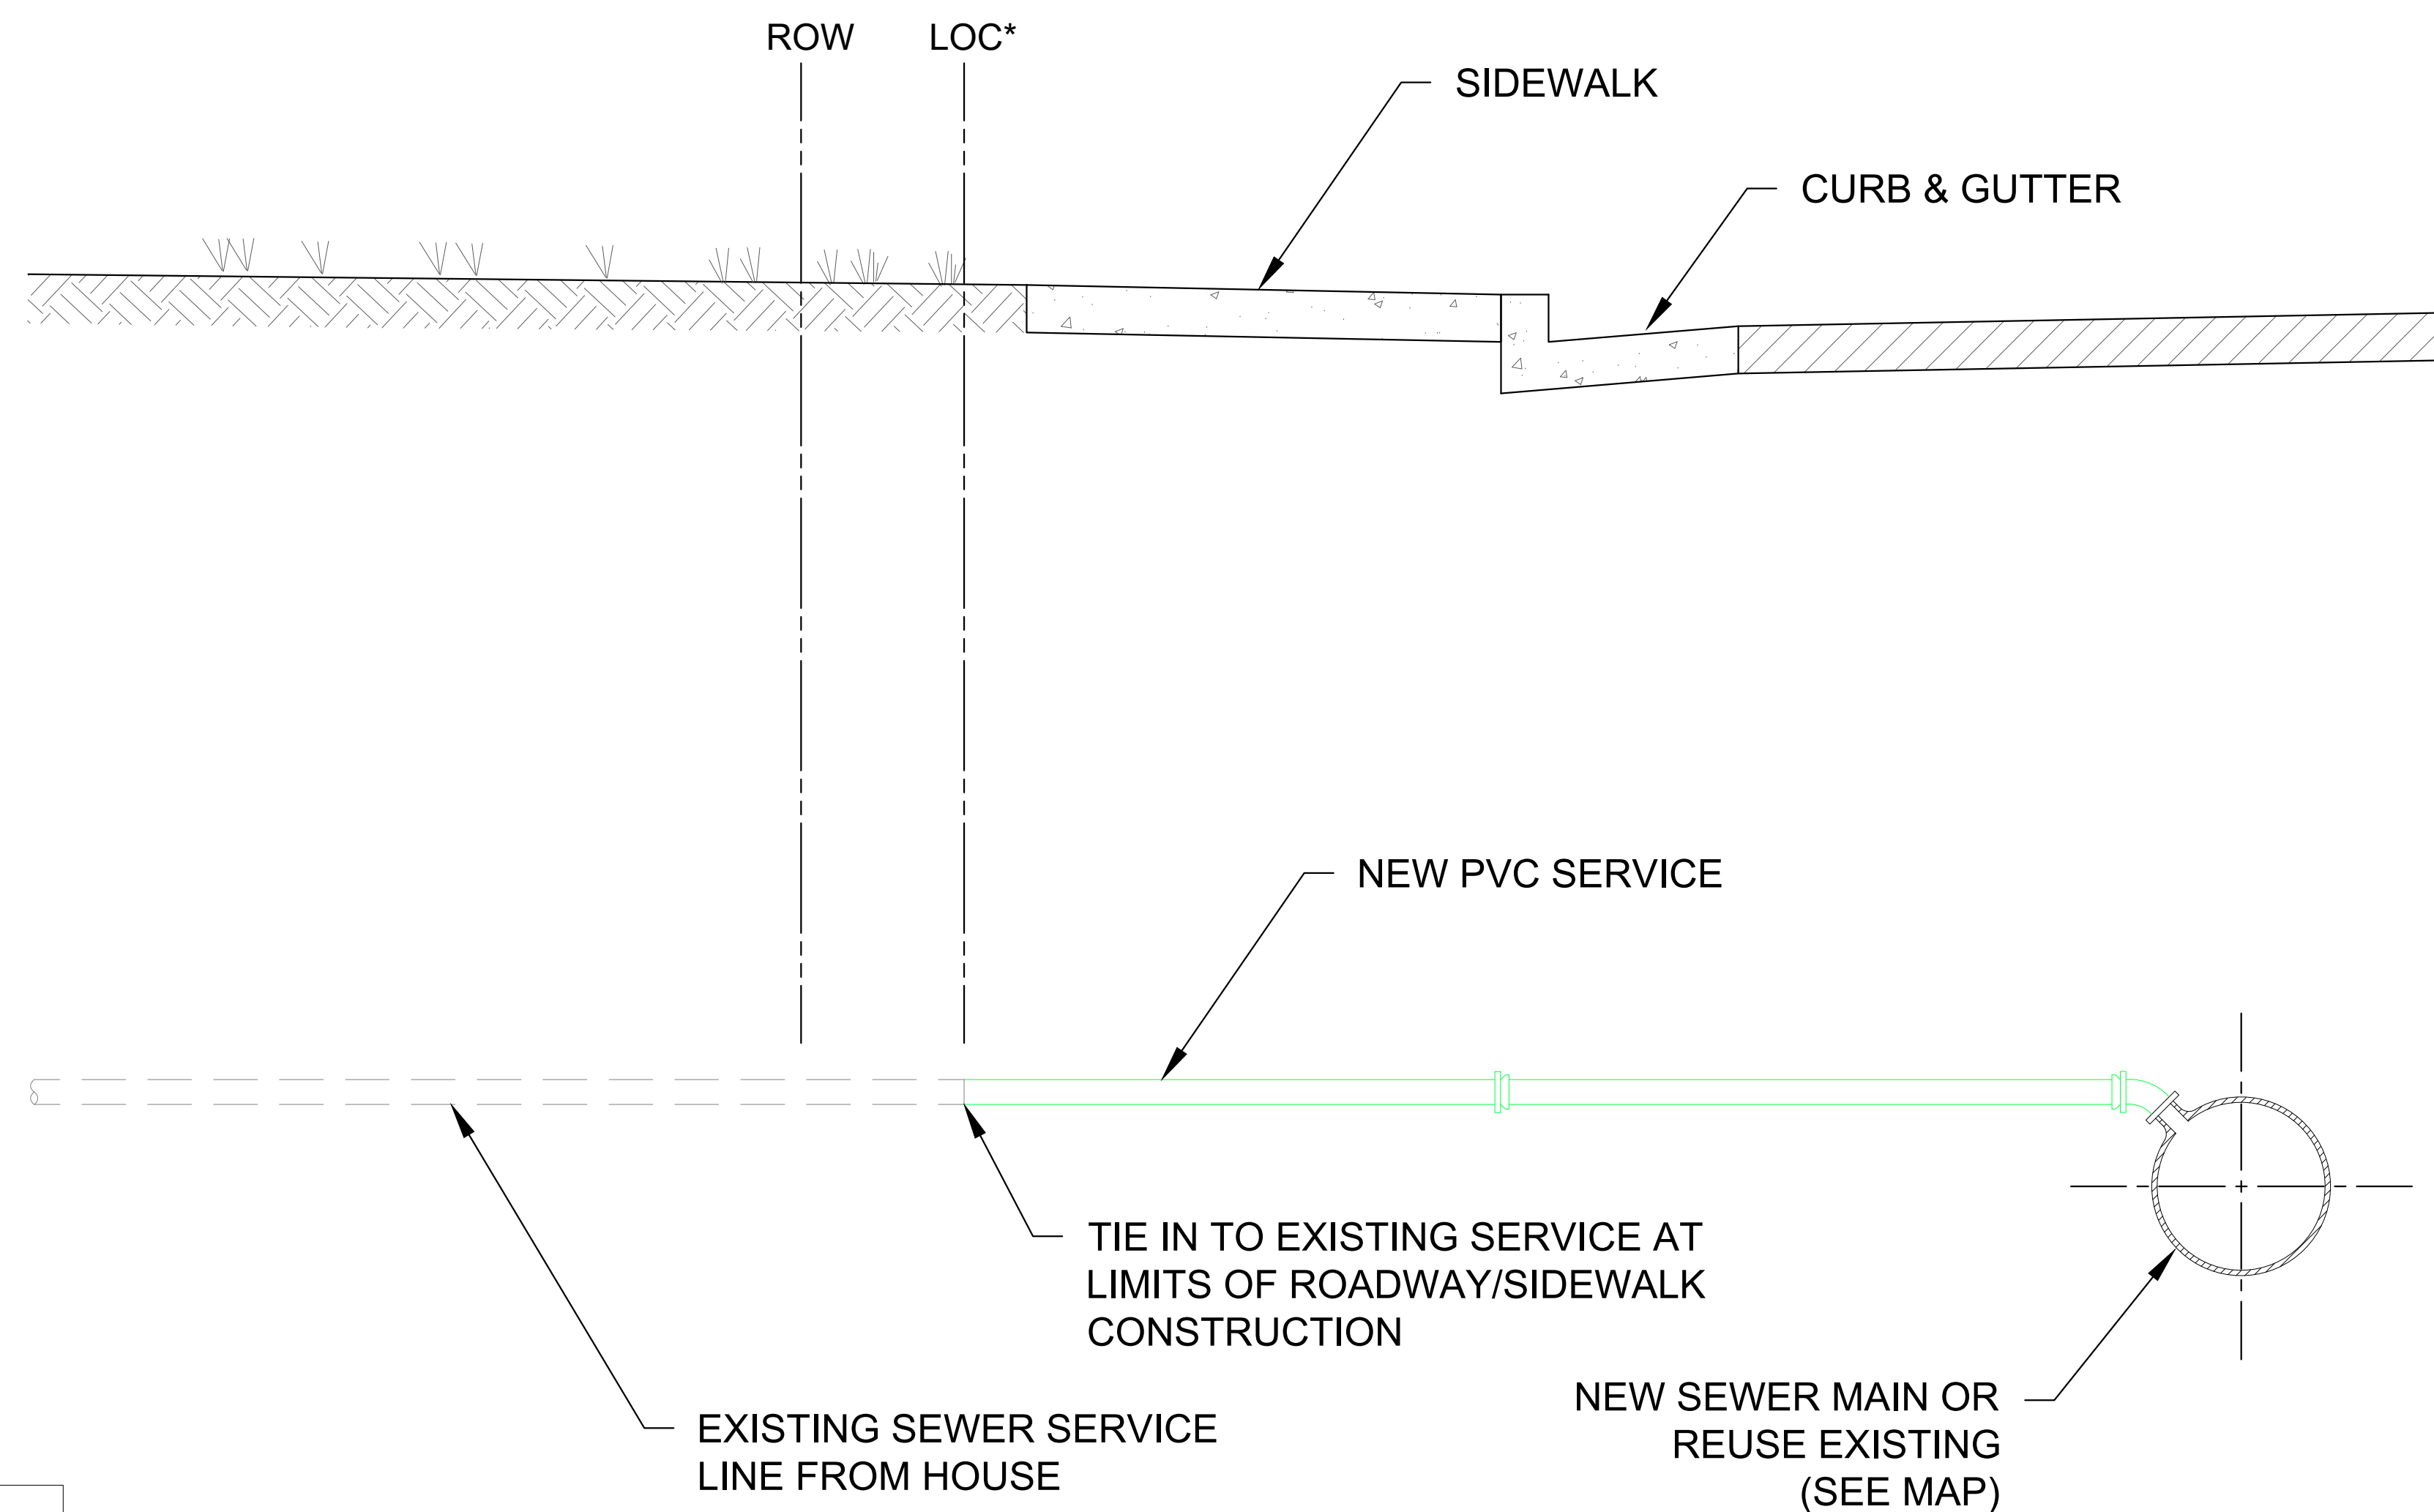 ROW
LOC*
SIDEWALK
CURB & GUTTER
NEW PVC SERVICE
TIE IN TO EXISTING SERVICE AT
LIMITS OF ROADWAY/SIDEWALK
CONSTRUCTION
EXISTING SEWER SERVICE
LINE FROM HOUSE
NEW SEWER MAIN OR
REUSE EXISTING
(SEE MAP)